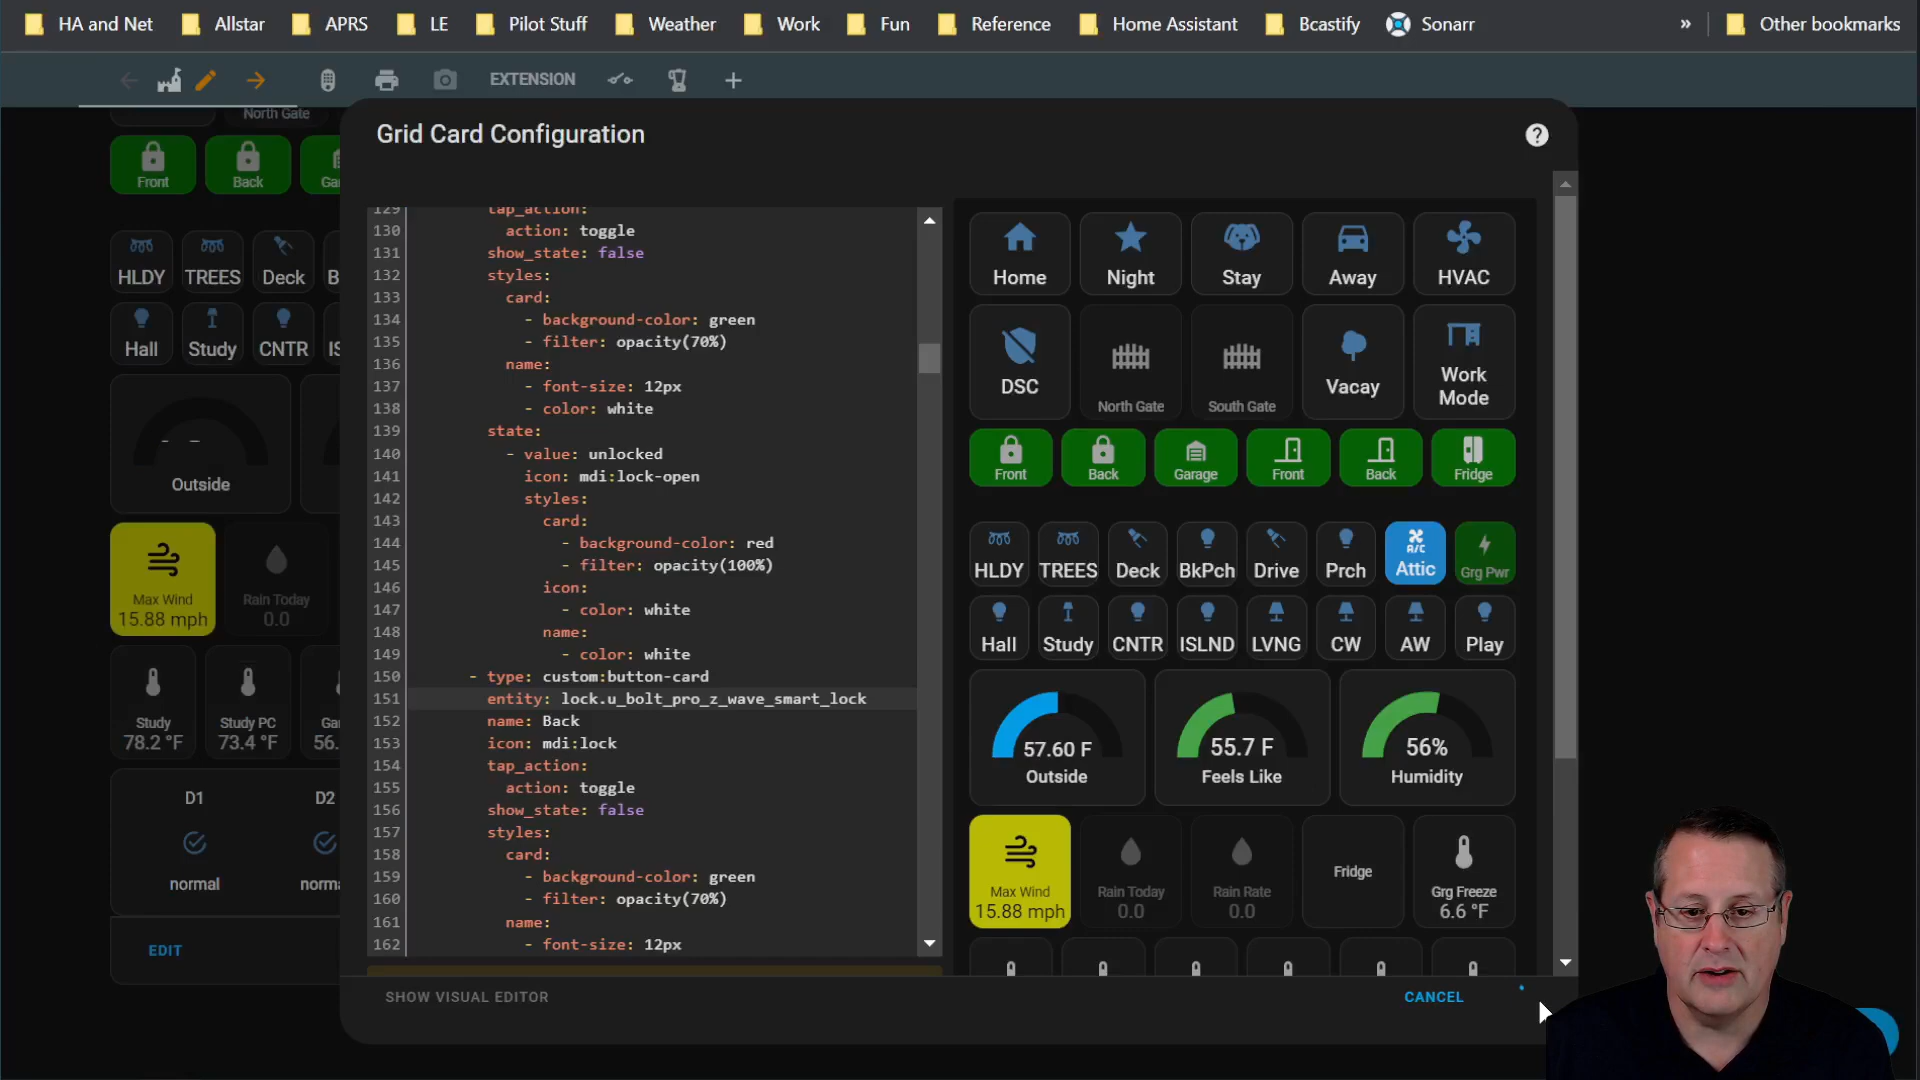 HA and Net Allstar APRS LE Pilot Stuff Weather Work Fun Reference Home Assistant Bcastify Sonarr » Other bookmarks
EXTENSION
North Gate
Front Back
HLDY TREES Deck
Hall Study CNTR
Outside
Max Wind
15.88 mph
Rain Today
0.0
Study
78.2 °F
Study PC
73.4 °F
56.
D1 D2
normal
EDIT
Grid Card Configuration
129 tap_action:
130 action: toggle
131 show_state: false
132 styles:
133 card:
134 - background-color: green
135 - filter: opacity(70%)
136 name:
137 - font-size: 12px
138 - color: white
139 state:
140 - value: unlocked
141 icon: mdi:lock-open
142 styles:
143 card:
144 - background-color: red
145 - filter: opacity(100%)
146 icon:
147 - color: white
148 name:
149 - color: white
150 - type: custom:button-card
151 entity: lock.u_bolt_pro_z_wave_smart_lock
152 name: Back
153 icon: mdi:lock
154 tap_action:
155 action: toggle
156 show_state: false
157 styles:
158 card:
159 - background-color: green
160 - filter: opacity(70%)
161 name:
162 - font-size: 12px
Home Night Stay Away HVAC
DSC North Gate South Gate Vacay Work
Mode
Front Back Garage Front Back Fridge
HLDY TREES Deck BkPch Drive Prch A/C Attic Grg Pwr
Hall Study CNTR ISLND LVNG CW AW Play
57.60 F
Outside
55.7 F
Feels Like
56%
Humidity
Max Wind
15.88 mph
Rain Today
0.0
Rain Rate
0.0
Fridge
Grg Freeze
6.6 °F
SHOW VISUAL EDITOR
CANCEL